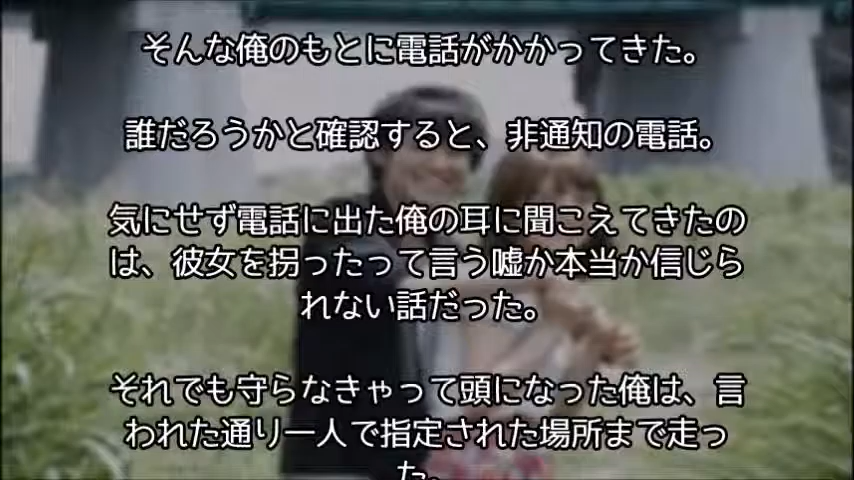 そんな俺のもとに電話がかかってきた。
誰だろうかと確認すると、非通知の電話。
気にせず電話に出た俺の耳に聞こえてきたの
は、彼女を拐ったって言う嘘か本当か信じら
れない話だった。
それでも守らなきゃって頭になった俺は、言
われた通り一人で指定された場所まで走っ
た。